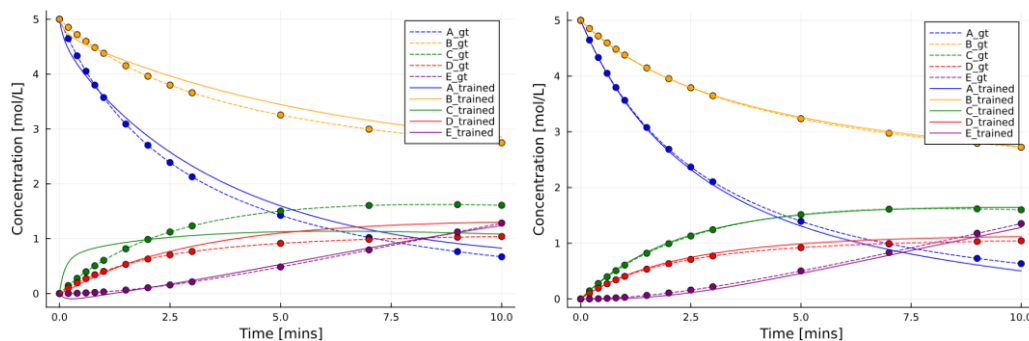 5
4
3
2
1
0
Concentration [mol/L]
0.0
2.5
5.0
7.5
10.0
Time [mins]
A_gt
B_gt
C_gt
D_gt
E_gt
A_trained
B_trained
C_trained
D_trained
E_trained
5
4
3
2
1
0
Concentration [mol/L]
0.0
2.5
5.0
7.5
10.0
Time [mins]
A_gt
B_gt
C_gt
D_gt
E_gt
A_trained
B_trained
C_trained
D_trained
E_trained